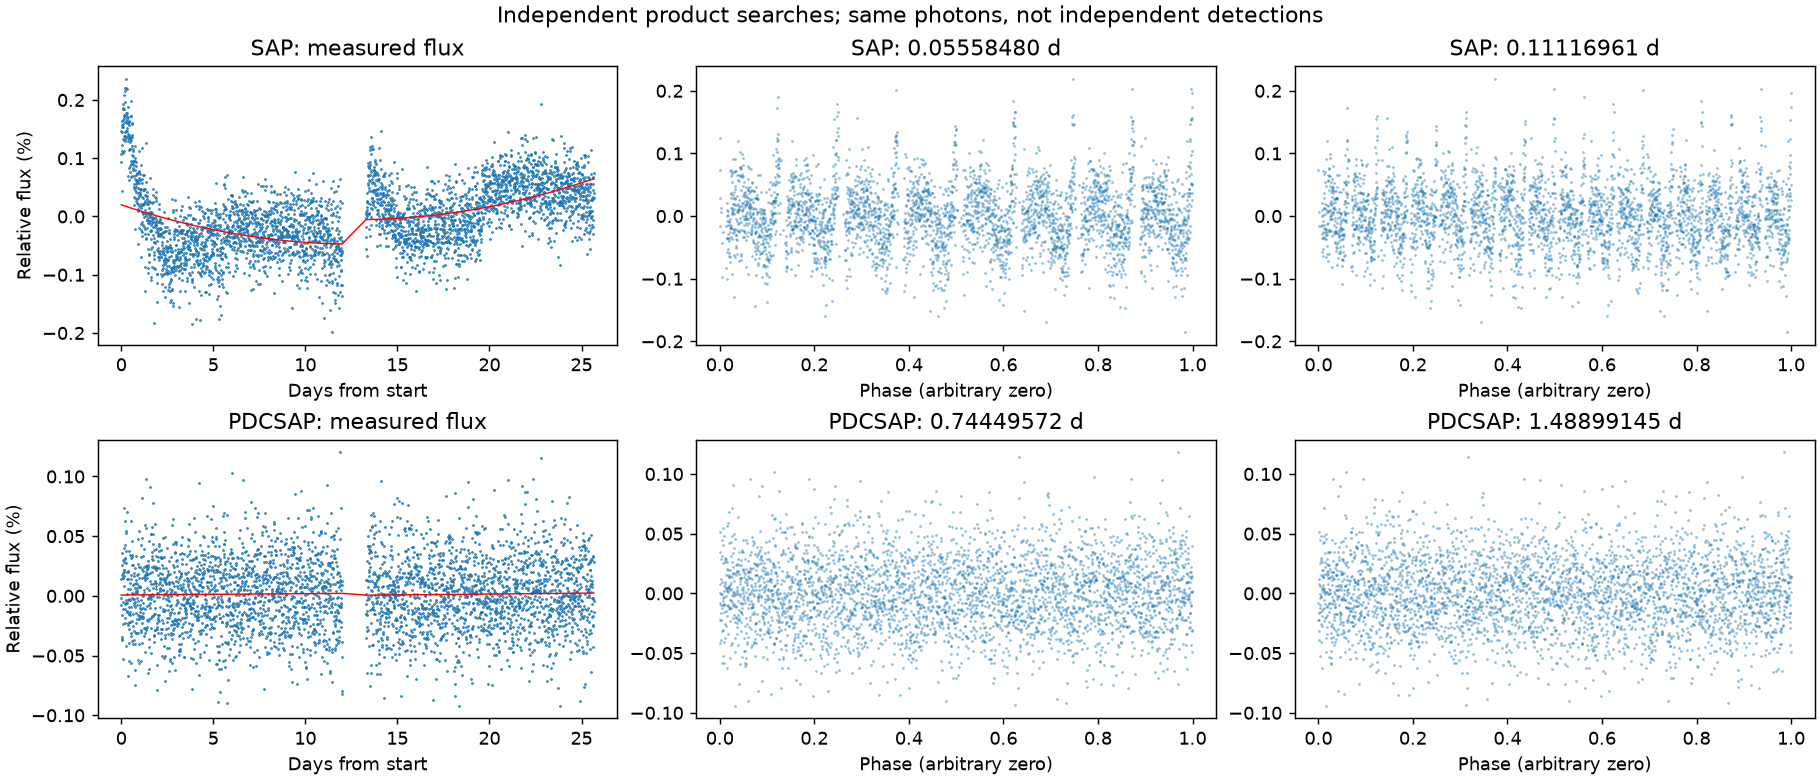 Independent product searches; same photons, not independent detections
SAP: measured flux
SAP: 0.05558480 d
SAP: 0.11116961 d
Relative flux (%)
0.2
0.1
0.0
−0.1
−0.2
0 5 10 15 20 25
Days from start
0.2
0.1
0.0
−0.1
−0.2
0.0 0.2 0.4 0.6 0.8 1.0
Phase (arbitrary zero)
0.2
0.1
0.0
−0.1
−0.2
0.0 0.2 0.4 0.6 0.8 1.0
Phase (arbitrary zero)
PDCSAP: measured flux
PDCSAP: 0.74449572 d
PDCSAP: 1.48899145 d
Relative flux (%)
0.10
0.05
0.00
−0.05
−0.10
0 5 10 15 20 25
Days from start
0.10
0.05
0.00
−0.05
−0.10
0.0 0.2 0.4 0.6 0.8 1.0
Phase (arbitrary zero)
0.10
0.05
0.00
−0.05
−0.10
0.0 0.2 0.4 0.6 0.8 1.0
Phase (arbitrary zero)